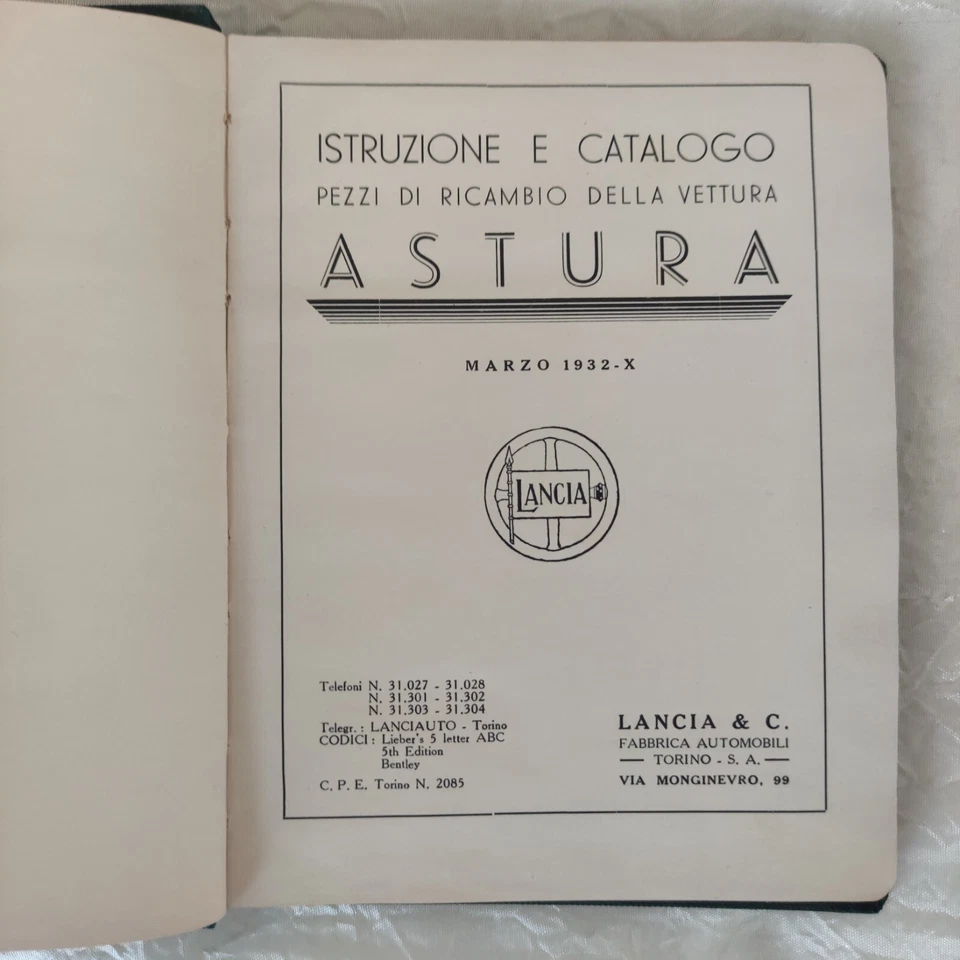 ISTRUZIONE E CATALOGO
PEZZI DI RICAMBIO DELLA VETTURA
ASTURA
MARZO 1932-X
LANCIA
Telefoni N. 31.027 - 31.028
N. 31.301 - 31.302
N. 31.303 - 31.304
Telegr.: LANCIAUTO - Torino
CODICI: Lieber's 5 letter ABC
5th Edition
Bentley
C. P. E. Torino N. 2085
LANCIA & C.
FABBRICA AUTOMOBILI
— TORINO - S. A. —
VIA MONGINEVRO, 99